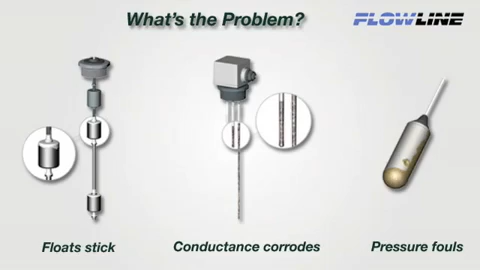 What's the Problem?
FLOWLINE
Floats stick
Conductance corrodes
Pressure fouls